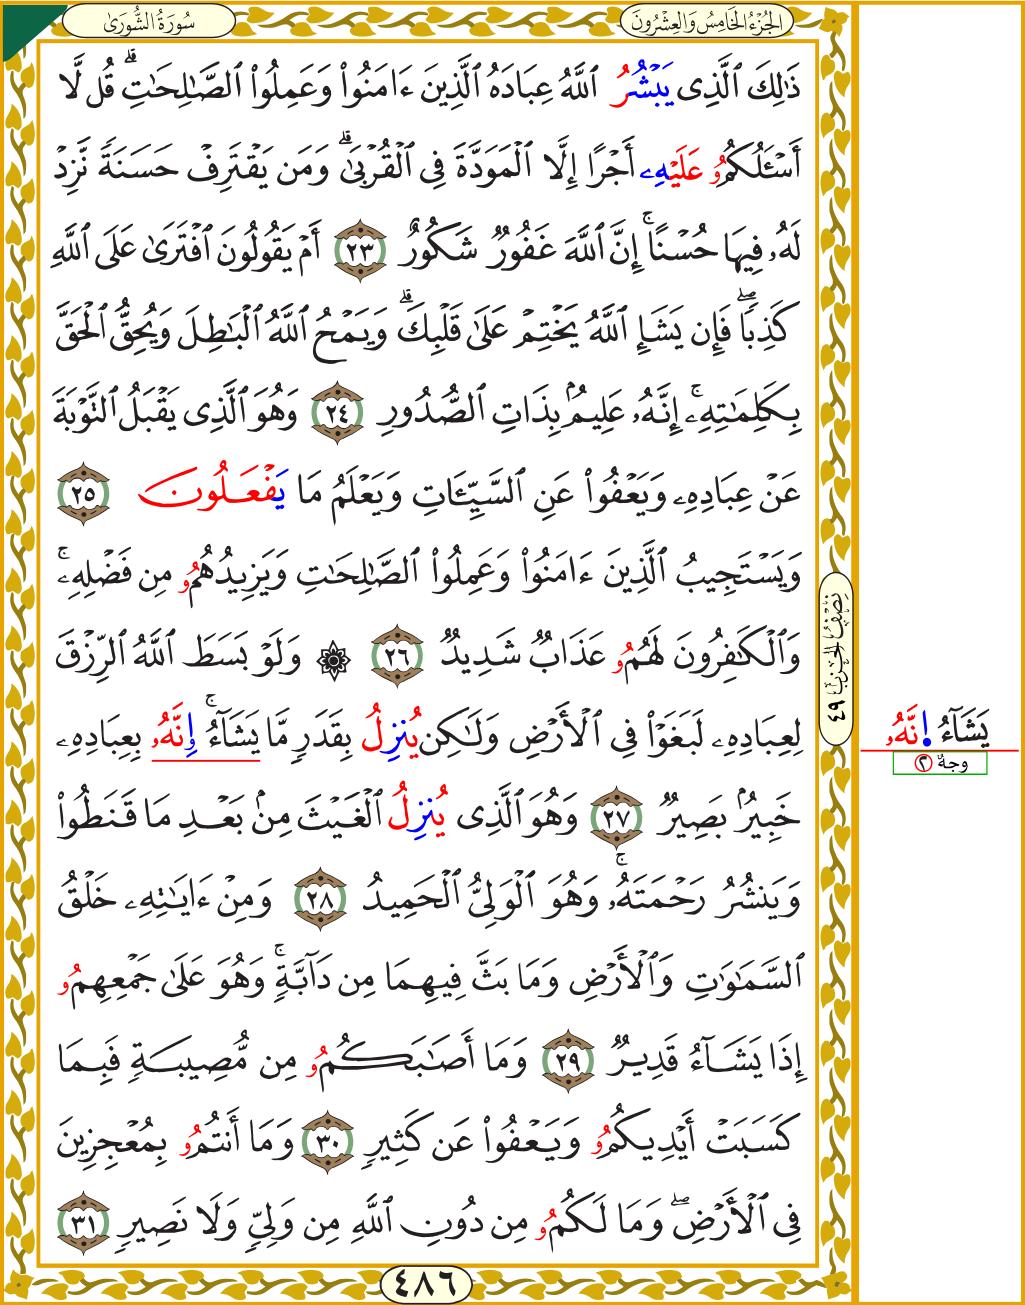 سُورَةُ الشُّورَىٰ
الجُزْءُ الخَامِسُ وَالعِشْرُونَ
ذَٰلِكَ ٱلَّذِى يَبْشُرُ ٱللَّهُ عِبَادَهُ ٱلَّذِينَ ءَامَنُوا۟ وَعَمِلُوا۟ ٱلصَّـٰلِحَـٰتِ ۗ قُل لَّا
أَسْـَٔلُكُمُو عَلَيْهِۦ أَجْرًا إِلَّا ٱلْمَوَدَّةَ فِى ٱلْقُرْبَىٰ ۗ وَمَن يَقْتَرِفْ حَسَنَةً نَّزِدْ
لَهُۥ فِيهَا حُسْنًا ۚ إِنَّ ٱللَّهَ غَفُورٌ شَكُورٌ ٢٣ أَمْ يَقُولُونَ ٱفْتَرَىٰ عَلَى ٱللَّهِ
كَذِبًا ۖ فَإِن يَشَإِ ٱللَّهُ يَخْتِمْ عَلَىٰ قَلْبِكَ ۗ وَيَمْحُ ٱللَّهُ ٱلْبَـٰطِلَ وَيُحِقُّ ٱلْحَقَّ
بِكَلِمَـٰتِهِۦٓ ۚ إِنَّهُۥ عَلِيمٌۢ بِذَاتِ ٱلصُّدُورِ ٢٤ وَهُوَ ٱلَّذِى يَقْبَلُ ٱلتَّوْبَةَ
عَنْ عِبَادِهِۦ وَيَعْفُوا۟ عَنِ ٱلسَّيِّـَٔاتِ وَيَعْلَمُ مَا يَفْعَلُونَ ٢٥
وَيَسْتَجِيبُ ٱلَّذِينَ ءَامَنُوا۟ وَعَمِلُوا۟ ٱلصَّـٰلِحَـٰتِ وَيَزِيدُهُمُو مِن فَضْلِهِۦ ۚ
وَٱلْكَـٰفِرُونَ لَهُمُو عَذَابٌ شَدِيدٌ ٢٦ ۞ وَلَوْ بَسَطَ ٱللَّهُ ٱلرِّزْقَ
لِعِبَادِهِۦ لَبَغَوْا۟ فِى ٱلْأَرْضِ وَلَـٰكِن يُنزِلُ بِقَدَرٍ مَّا يَشَآءُ ۚ وِنَّهُۥ بِعِبَادِهِۦ
خَبِيرٌۢ بَصِيرٌ ٢٧ وَهُوَ ٱلَّذِى يُنزِلُ ٱلْغَيْثَ مِنۢ بَعْدِ مَا قَنَطُوا۟
وَيَنشُرُ رَحْمَتَهُۥ ۚ وَهُوَ ٱلْوَلِىُّ ٱلْحَمِيدُ ٢٨ وَمِنْ ءَايَـٰتِهِۦ خَلْقُ
ٱلسَّمَـٰوَٰتِ وَٱلْأَرْضِ وَمَا بَثَّ فِيهِمَا مِن دَآبَّةٍ ۚ وَهُوَ عَلَىٰ جَمْعِهِمُو
إِذَا يَشَآءُ قَدِيرٌ ٢٩ وَمَا أَصَـٰبَكُمُو مِن مُّصِيبَةٍ فَبِمَا
كَسَبَتْ أَيْدِيكُمُو وَيَعْفُوا۟ عَن كَثِيرٍ ٣٠ وَمَا أَنتُمُو بِمُعْجِزِينَ
فِى ٱلْأَرْضِ ۖ وَمَا لَكُمُو مِن دُونِ ٱللَّهِ مِن وَلِىٍّ وَلَا نَصِيرٍ ٣١
نِصْفُ الحِزْبِ ٤٩
يَشَآءُ ٱ نَّهُۥ
وجهٌ ٢
٤٨٦